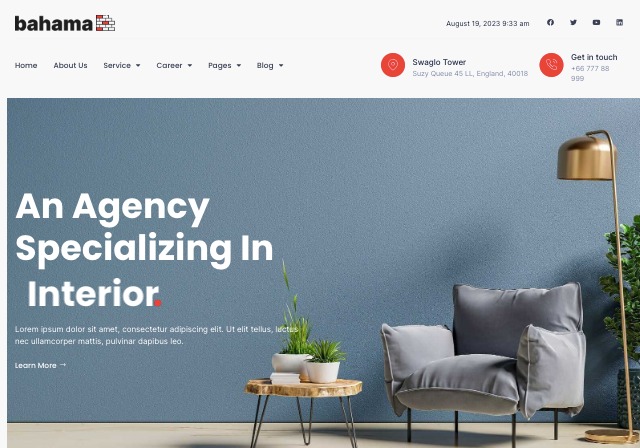 bahama
August 19, 2023 9:33 am
Home About Us Service Career Pages Blog
Swaglo Tower
Suzy Queue 45 LL, England, 40018
Get in touch
+66 777 88
999
An Agency
Specializing In
Interior.
Lorem ipsum dolor sit amet, consectetur adipiscing elit. Ut elit tellus, luctus
nec ullamcorper mattis, pulvinar dapibus leo.
Learn More →